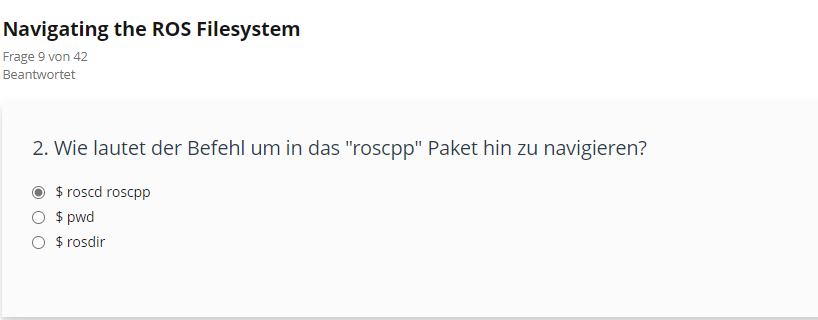 Navigating the ROS Filesystem
Frage 9 von 42
Beantwortet
2. Wie lautet der Befehl um in das "roscpp" Paket hin zu navigieren?
$ roscd roscpp
$ pwd
$ rosdir